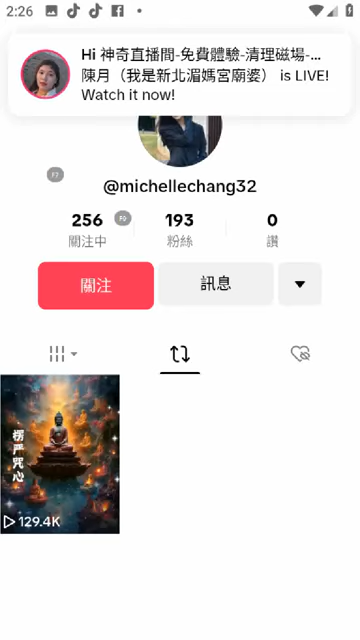 2:26
Hi 神奇直播間-免費體驗-清理磁場-...
陳月（我是新北湄媽宮廟婆） is LIVE!
Watch it now!
F7
@michellechang32
256
F9
193
0
關注中
粉絲
讚
關注
訊息
楞严咒心
129.4K